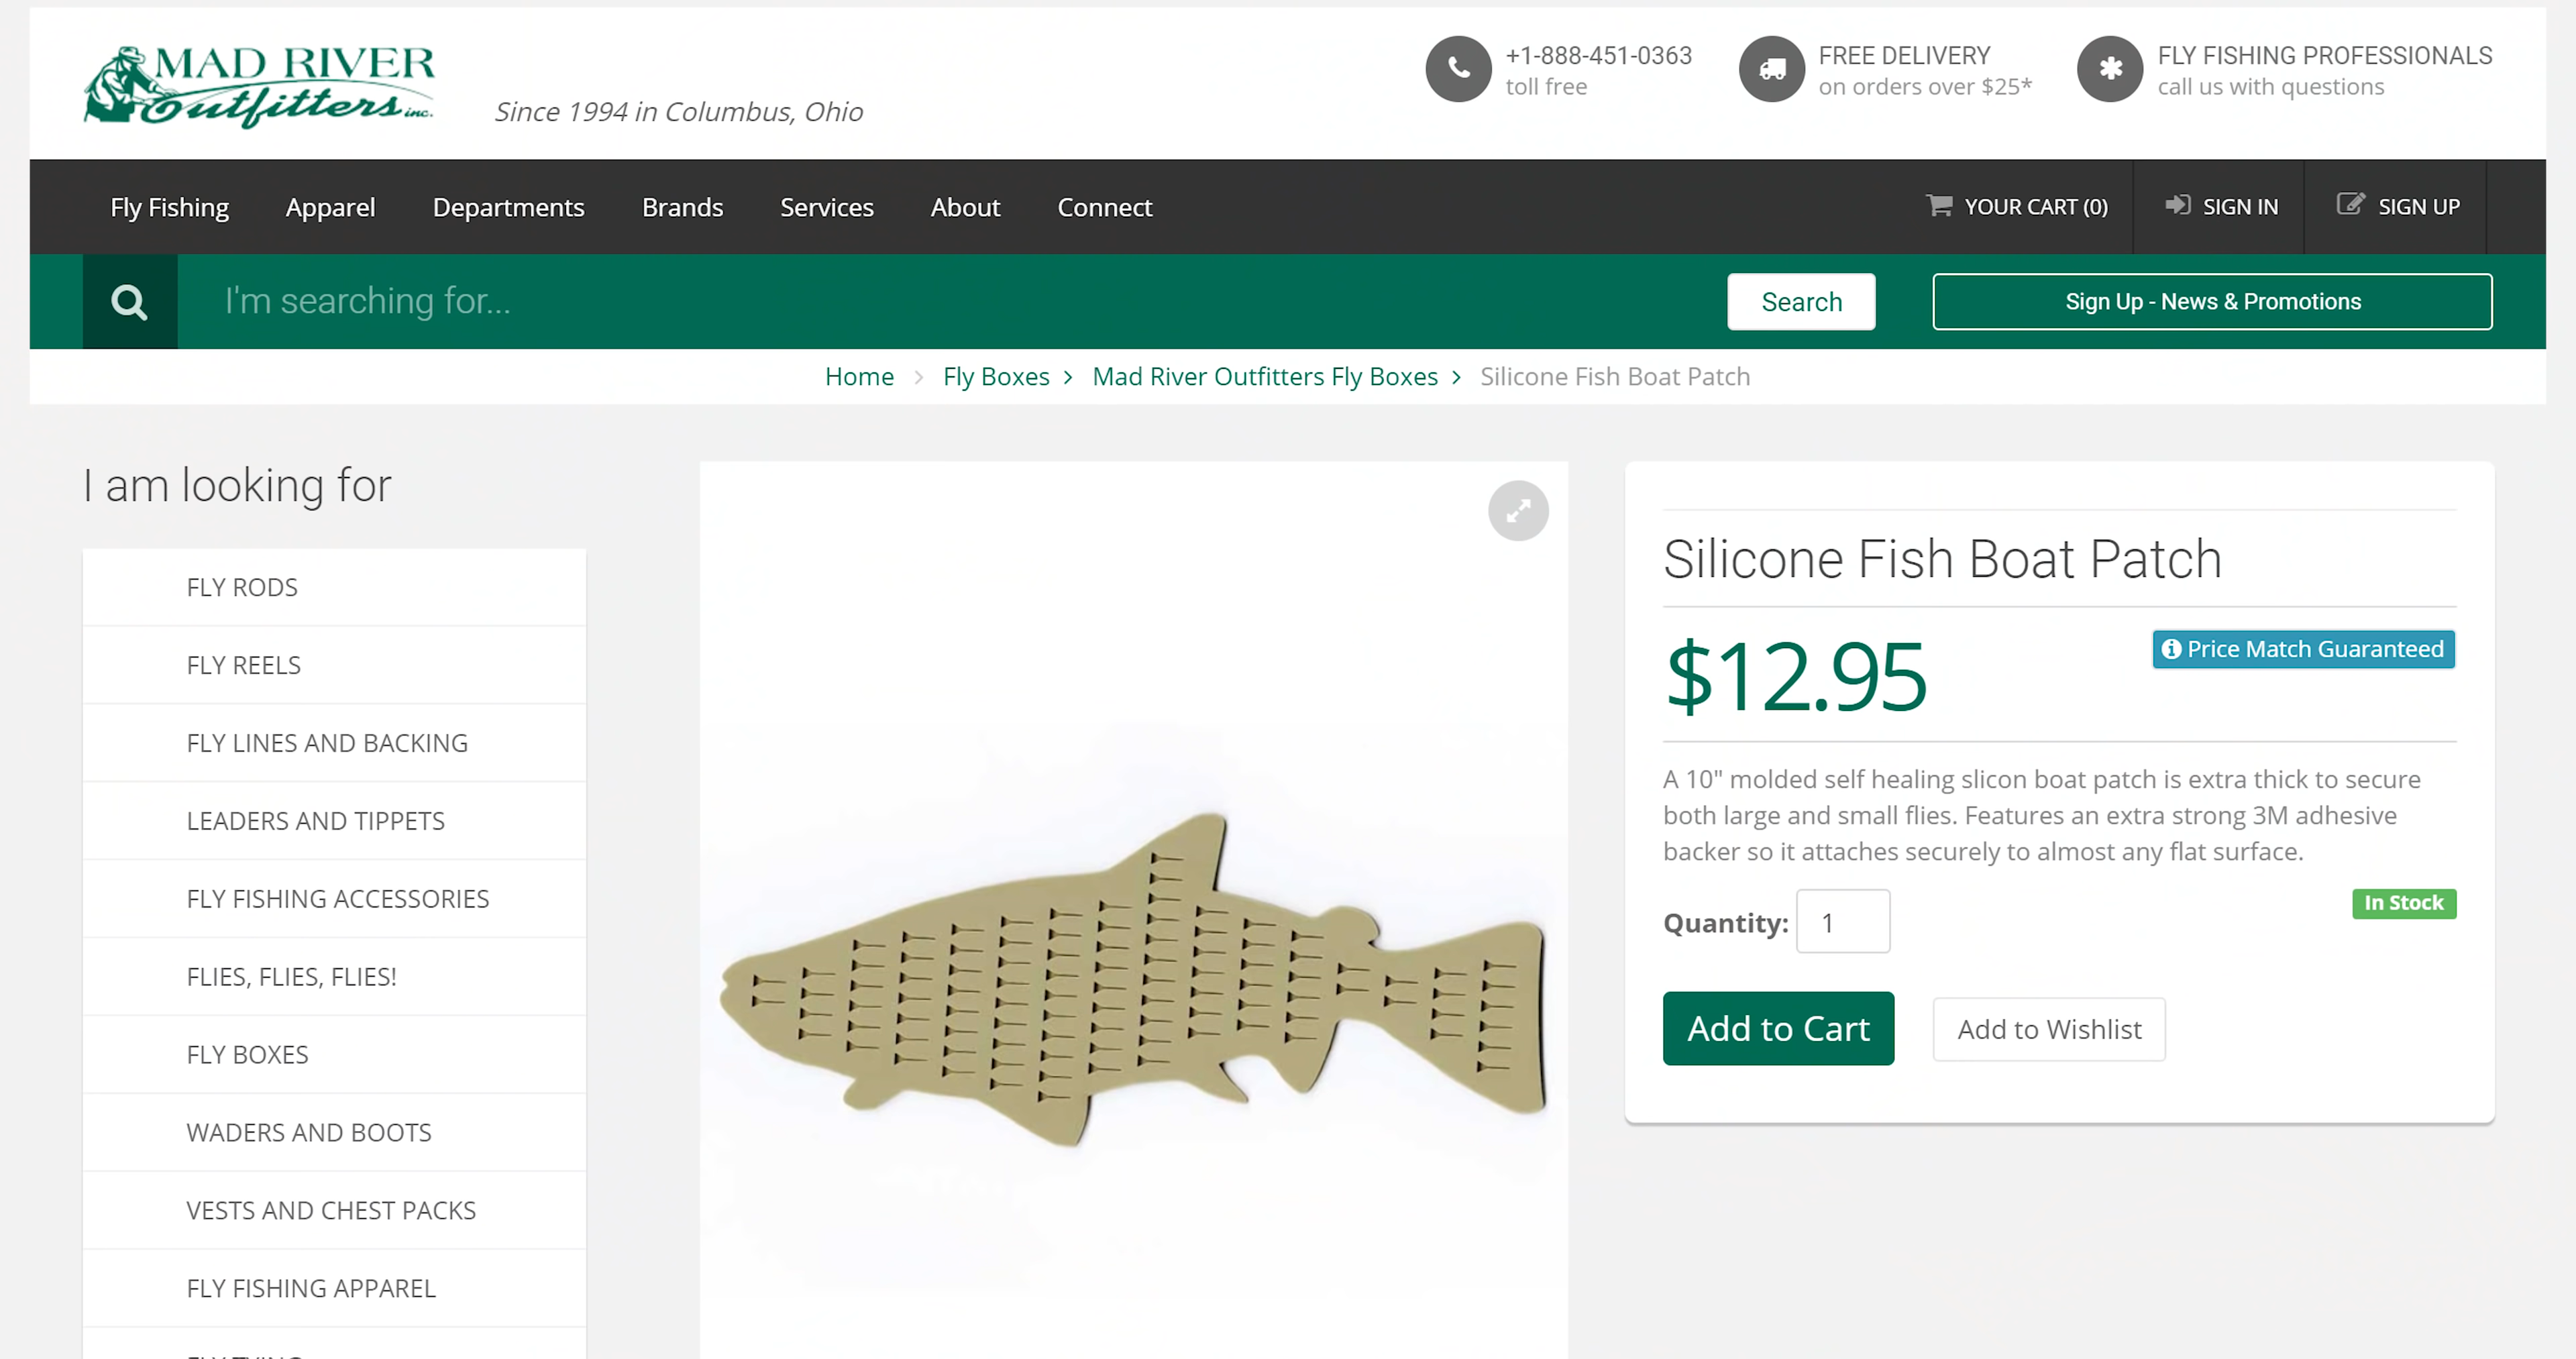 MAD RIVER
Outfitters inc.
Since 1994 in Columbus, Ohio
+1-888-451-0363
toll free
FREE DELIVERY
on orders over $25*
FLY FISHING PROFESSIONALS
call us with questions
Fly Fishing Apparel Departments Brands Services About Connect
YOUR CART (0) SIGN IN SIGN UP
I'm searching for...
Search
Sign Up - News & Promotions
Home > Fly Boxes > Mad River Outfitters Fly Boxes > Silicone Fish Boat Patch
I am looking for
FLY RODS
FLY REELS
FLY LINES AND BACKING
LEADERS AND TIPPETS
FLY FISHING ACCESSORIES
FLIES, FLIES, FLIES!
FLY BOXES
WADERS AND BOOTS
VESTS AND CHEST PACKS
FLY FISHING APPAREL
Silicone Fish Boat Patch
$12.95
Price Match Guaranteed
A 10" molded self healing slicon boat patch is extra thick to secure
both large and small flies. Features an extra strong 3M adhesive
backer so it attaches securely to almost any flat surface.
Quantity: 1
In Stock
Add to Cart
Add to Wishlist